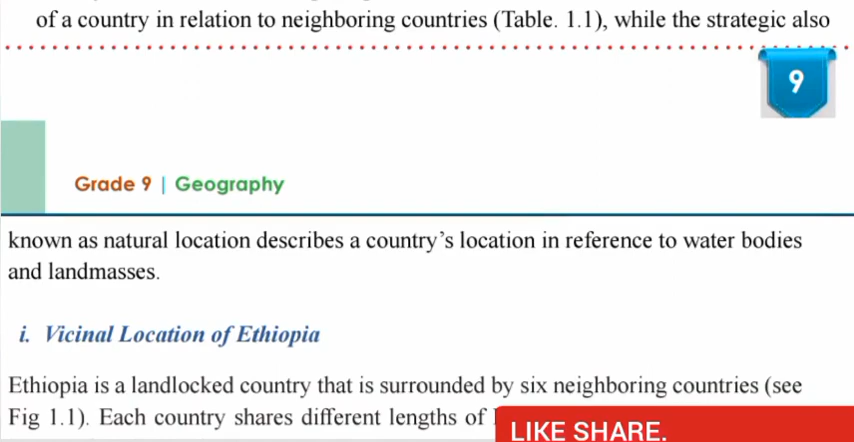 of a country in relation to neighboring countries (Table. 1.1), while the strategic also
9
Grade 9 | Geography
known as natural location describes a country’s location in reference to water bodies
and landmasses.
i. Vicinal Location of Ethiopia
Ethiopia is a landlocked country that is surrounded by six neighboring countries (see
Fig 1.1). Each country shares different lengths of
LIKE SHARE.